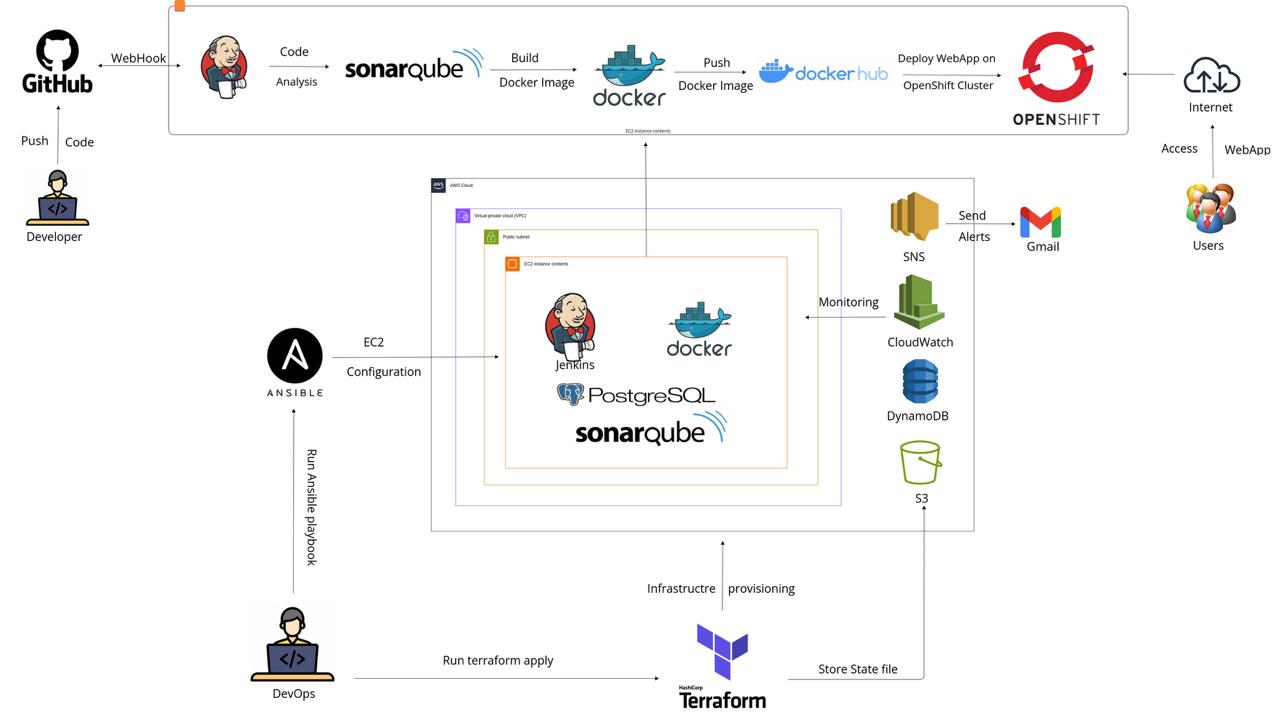 GitHub
WebHook
Code
Analysis
sonarqube
Build
Docker Image
docker
Push
Docker Image
dockerhub
Deploy WebApp on
OpenShift Cluster
OPENSHIFT
EC2 instance contents
Internet
Access
WebApp
Users
Push
Code
</>
Developer
aws
AWS Cloud
Virtual private cloud (VPC)
Public subnet
EC2 instance contents
Jenkins
docker
PostgreSQL
sonarqube
SNS
Send
Alerts
Gmail
Monitoring
CloudWatch
DynamoDB
S3
ANSIBLE
EC2
Configuration
Run Ansible playbook
</>
DevOps
Run terraform apply
Infrastructre
provisioning
HashiCorp
Terraform
Store State file